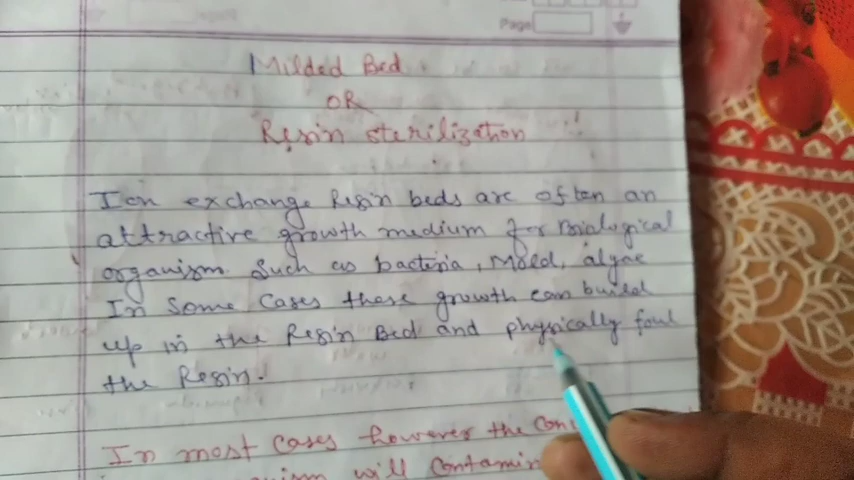 Page
Milded Bed
OR
Resin sterilization
Ion exchange Resin beds are often an
attractive growth medium for Biological
organism such as bacteria, Mold, algae
In some cases these growth can build
up in the Resin Bed and physically foul
the Resin.
In most cases however the
will Contamin